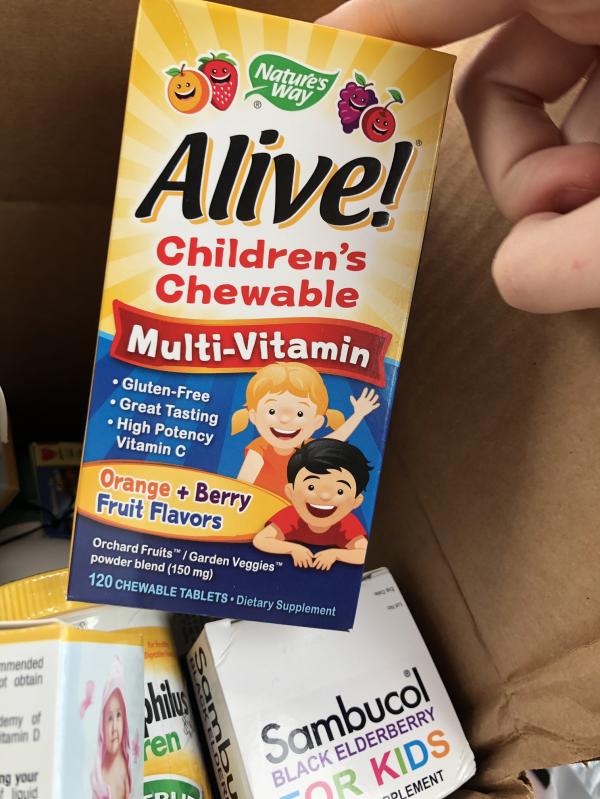 Nature's
Way®
Alive!®
Children's
Chewable
Multi-Vitamin
• Gluten-Free
• Great Tasting
• High Potency
Vitamin C
Orange + Berry
Fruit Flavors
Orchard Fruits™ / Garden Veggies™
powder blend (150 mg)
120 CHEWABLE TABLETS • Dietary Supplement
Sambucol®
BLACK ELDERBERRY
FOR KIDS
mmended
ot obtain
demy of
itamin D
ng your
liquid
philus
ren
Sambu